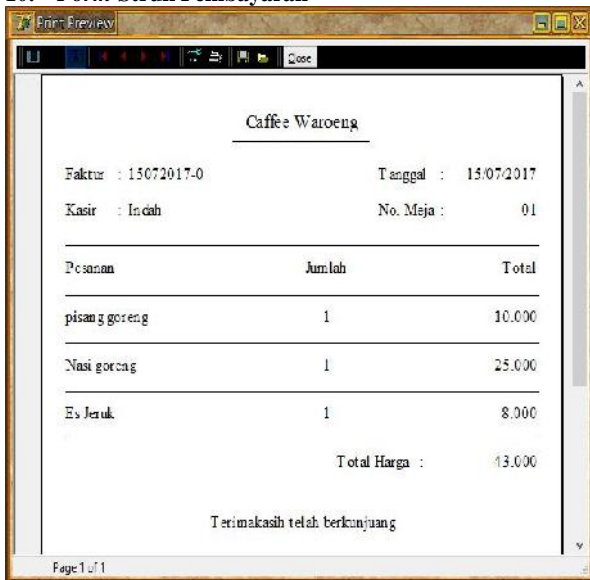 Print Preview
Close
Caffee Waroeng
Faktur : 15072017-0 Tanggal : 15/07/2017
Kasir : Indah No. Meja : 01
Pesanan Jumlah Total
pisang goreng 1 10.000
Nasi goreng 1 25.000
Es Jeruk 1 8.000
Total Harga : 43.000
Terimakasih telah berkunjuang
Page 1 of 1